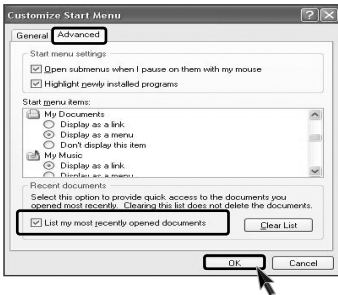 Customize Start Menu
General Advanced
Start menu settings
Open submenus when I pause on them with my mouse
Highlight newly installed programs
Start menu items:
My Documents
Display as a link
Display as a menu
Don't display this item
My Music
Display as a link
Display as a menu
Recent documents
Select this option to provide quick access to the documents you
opened most recently. Clearing this list does not delete the documents.
List my most recently opened documents
Clear List
OK Cancel